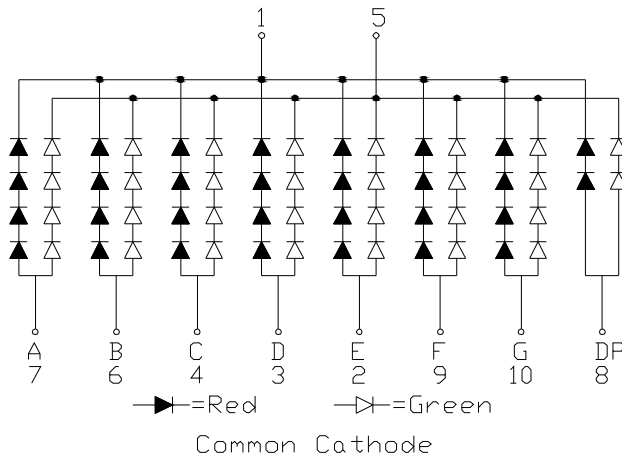 1 5
A B C D E F G DP
7 6 4 3 2 9 10 8
=Red =Green
Common Cathode